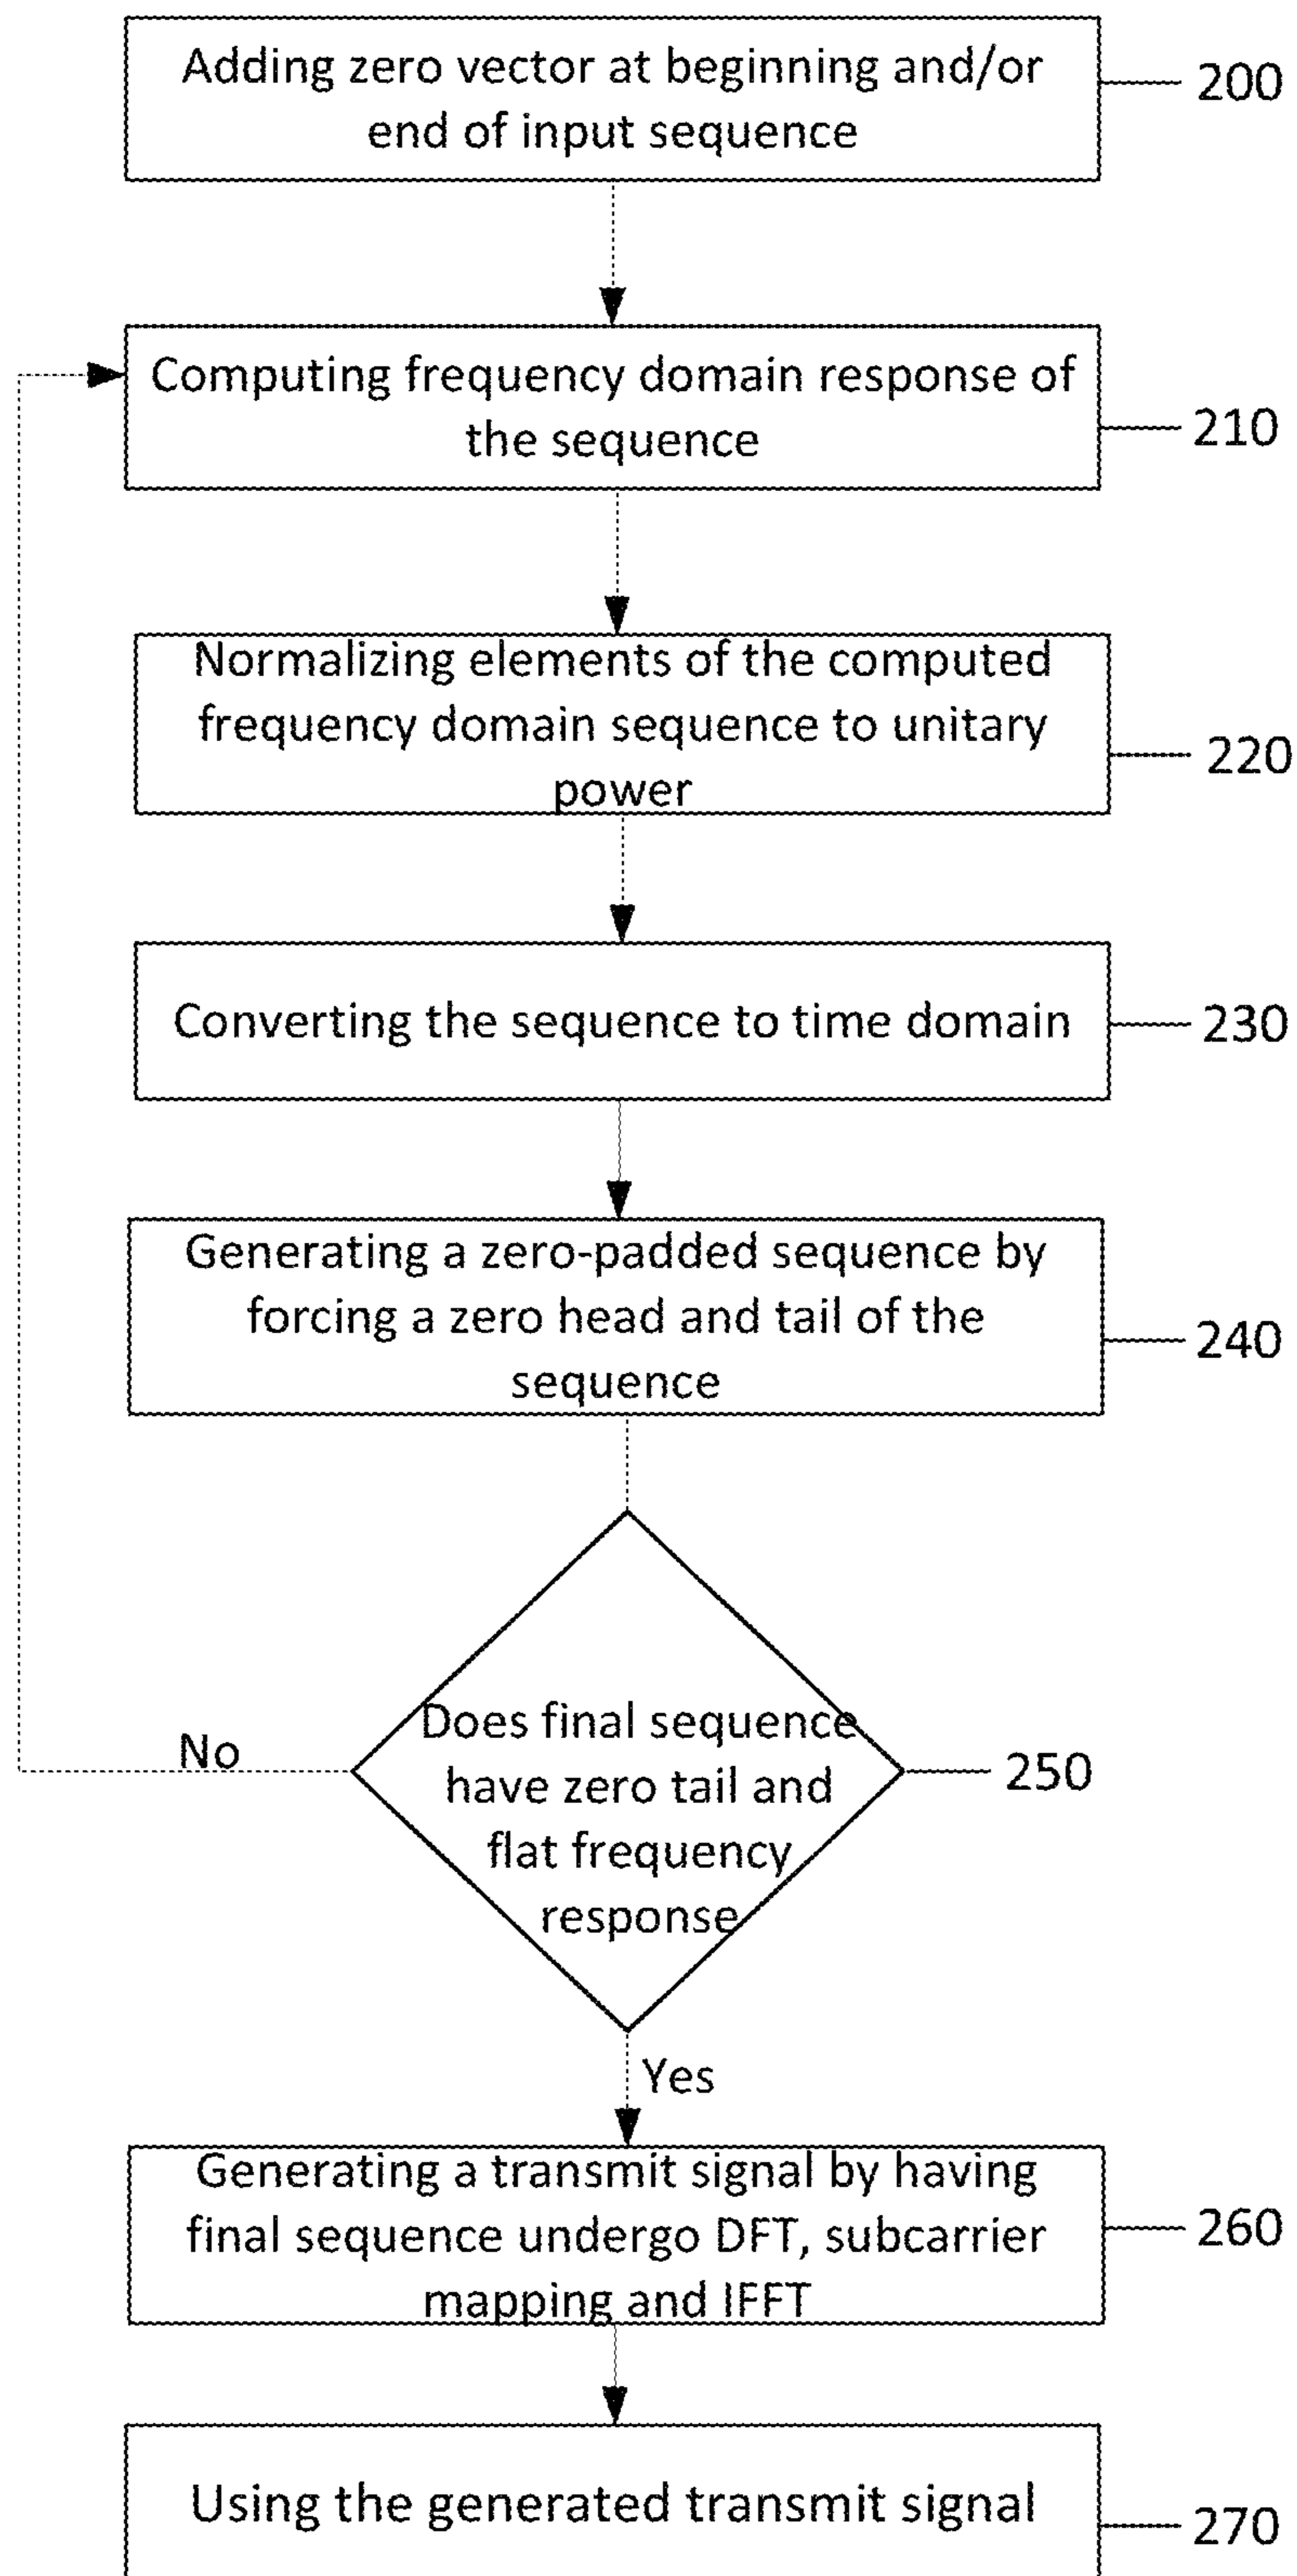 Adding zero vector at beginning and/or
end of input sequence
200
Computing frequency domain response of
the sequence
210
Normalizing elements of the computed
frequency domain sequence to unitary
power
220
Converting the sequence to time domain
230
Generating a zero-padded sequence by
forcing a zero head and tail of the
sequence
240
Does final sequence
have zero tail and
flat frequency
response
250
No
Yes
Generating a transmit signal by having
final sequence undergo DFT, subcarrier
mapping and IFFT
260
Using the generated transmit signal
270